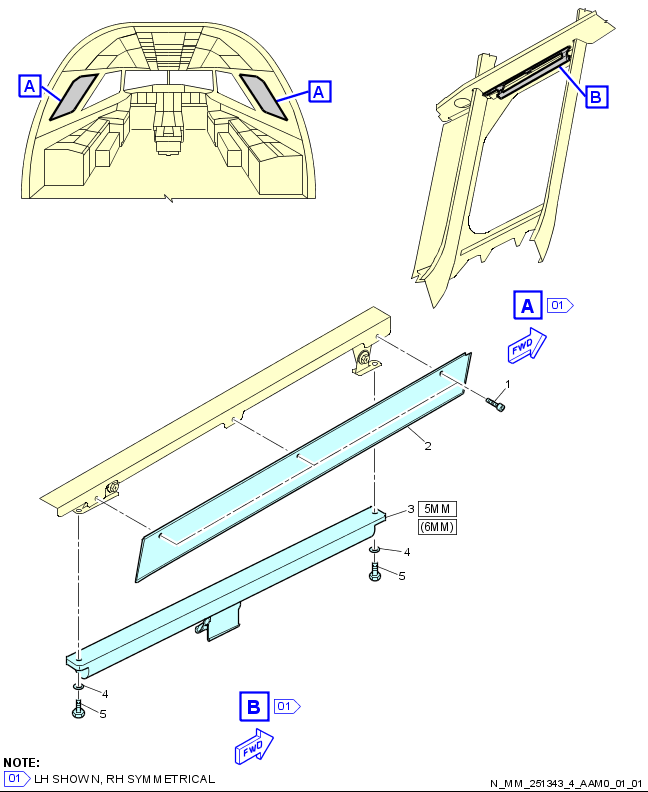 A
A
B
A 01
FWD
1
2
3 5MM
(6MM)
4
5
4
5
B 01
FWD
NOTE:
01 LH SHOWN, RH SYMMETRICAL
N_MM_251343_4_AAM0_01_01